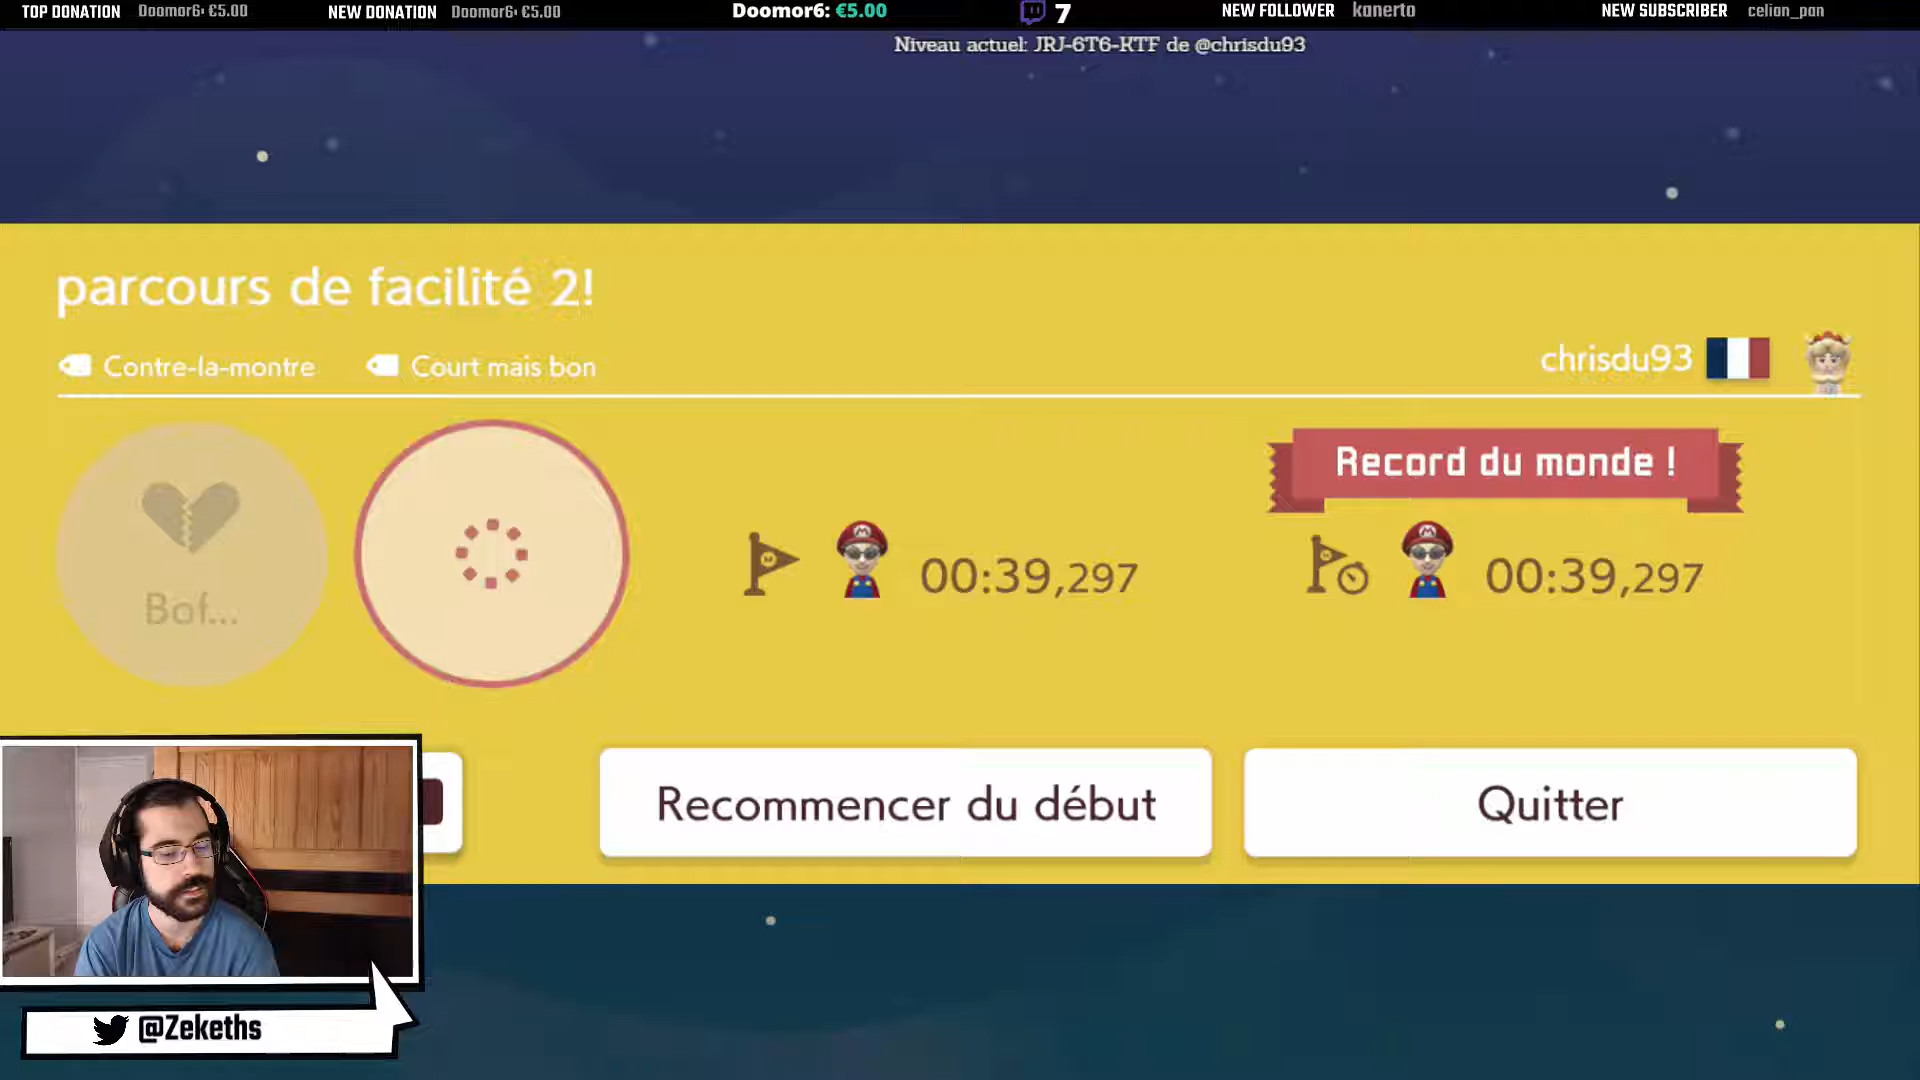 TOP DONATION Doomor6: €5.00 NEW DONATION Doomor6: €5.00 Doomor6: €5.00 7 NEW FOLLOWER kanerto NEW SUBSCRIBER celian_pan
Niveau actuel: JRJ-6T6-KTF de @chrisdu93
parcours de facilité 2!
Contre-la-montre Court mais bon
chrisdu93
Record du monde !
00:39,297 00:39,297
Bof...
Recommencer du début Quitter
@Zekeths